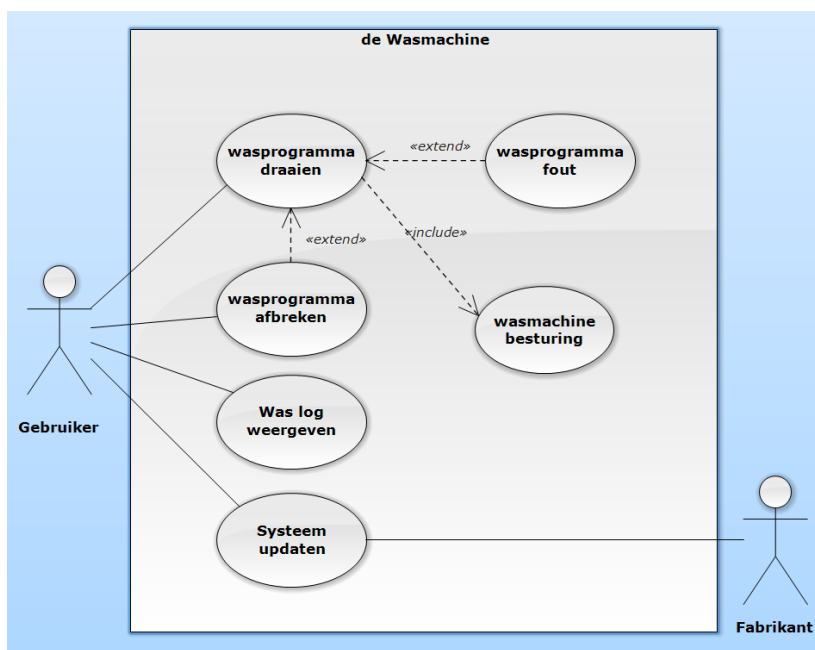 de Wasmachine
wasprogramma
draaien
«extend»
wasprogramma
fout
«extend»
«include»
wasprogramma
afbreken
wasmachine
besturing
Gebruiker
Was log
weergeven
Systeem
updaten
Fabrikant